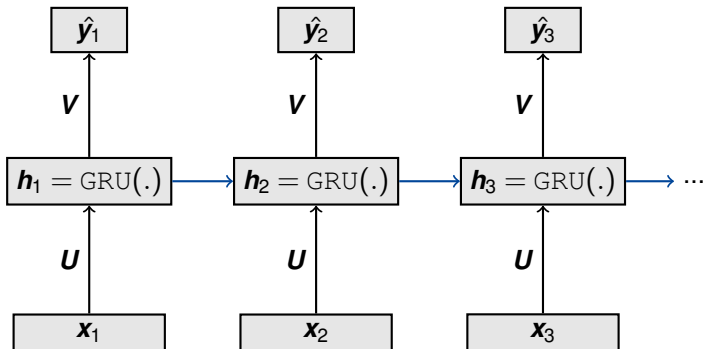 ŷ₁ ŷ₂ ŷ₃
V V V
h₁ = GRU(.) h₂ = GRU(.) h₃ = GRU(.) ...
U U U
x₁ x₂ x₃